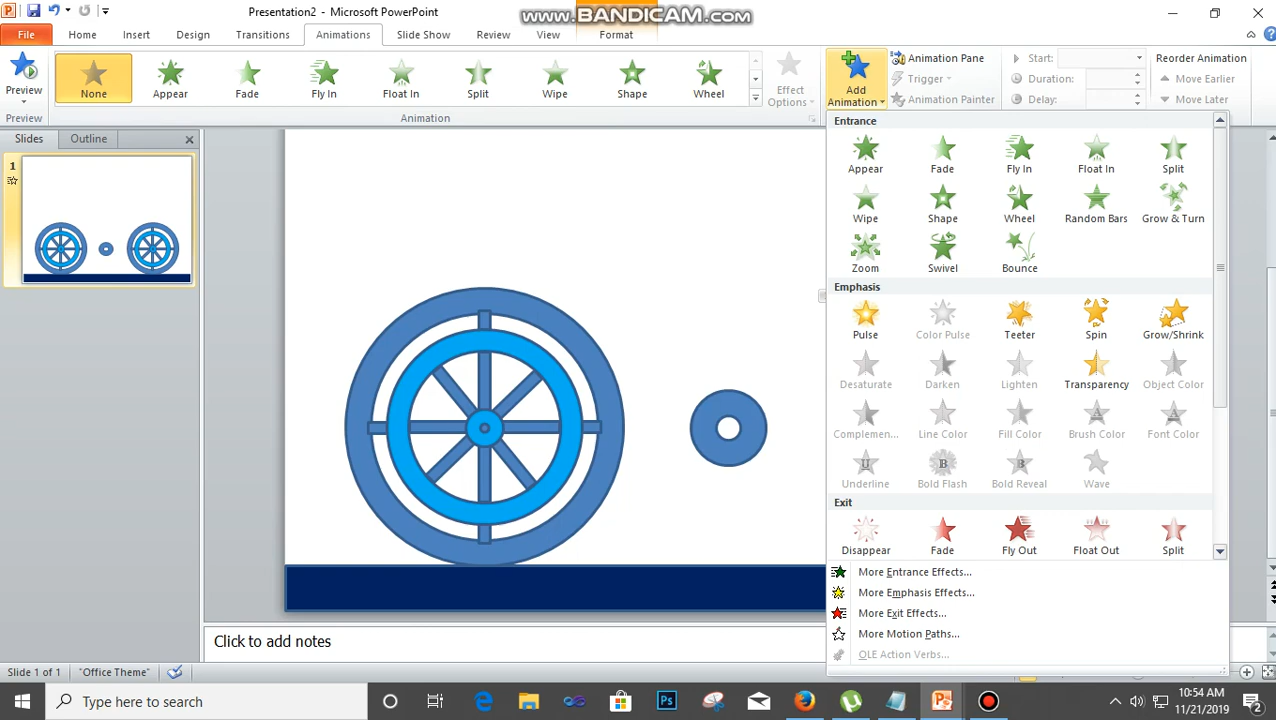 Presentation2 - Microsoft PowerPoint
www.BANDICAM.com
File
Home
Insert
Design
Transitions
Animations
Slide Show
Review
View
Format
Preview
None
Appear
Fade
Fly In
Float In
Split
Wipe
Shape
Wheel
Effect
Options
Add
Animation
Animation Pane
Trigger
Animation Painter
Start:
Duration:
Delay:
Reorder Animation
Move Earlier
Move Later
Preview
Animation
Slides
Outline
1
Entrance
Appear
Fade
Fly In
Float In
Split
Wipe
Shape
Wheel
Random Bars
Grow & Turn
Zoom
Swivel
Bounce
Emphasis
Pulse
Color Pulse
Teeter
Spin
Grow/Shrink
Desaturate
Darken
Lighten
Transparency
Object Color
Complemen...
Line Color
Fill Color
Brush Color
Font Color
Underline
Bold Flash
Bold Reveal
Wave
Exit
Disappear
Fade
Fly Out
Float Out
Split
More Entrance Effects...
More Emphasis Effects...
More Exit Effects...
More Motion Paths...
OLE Action Verbs...
Click to add notes
Slide 1 of 1
"Office Theme"
Type here to search
10:54 AM
11/21/2019
2